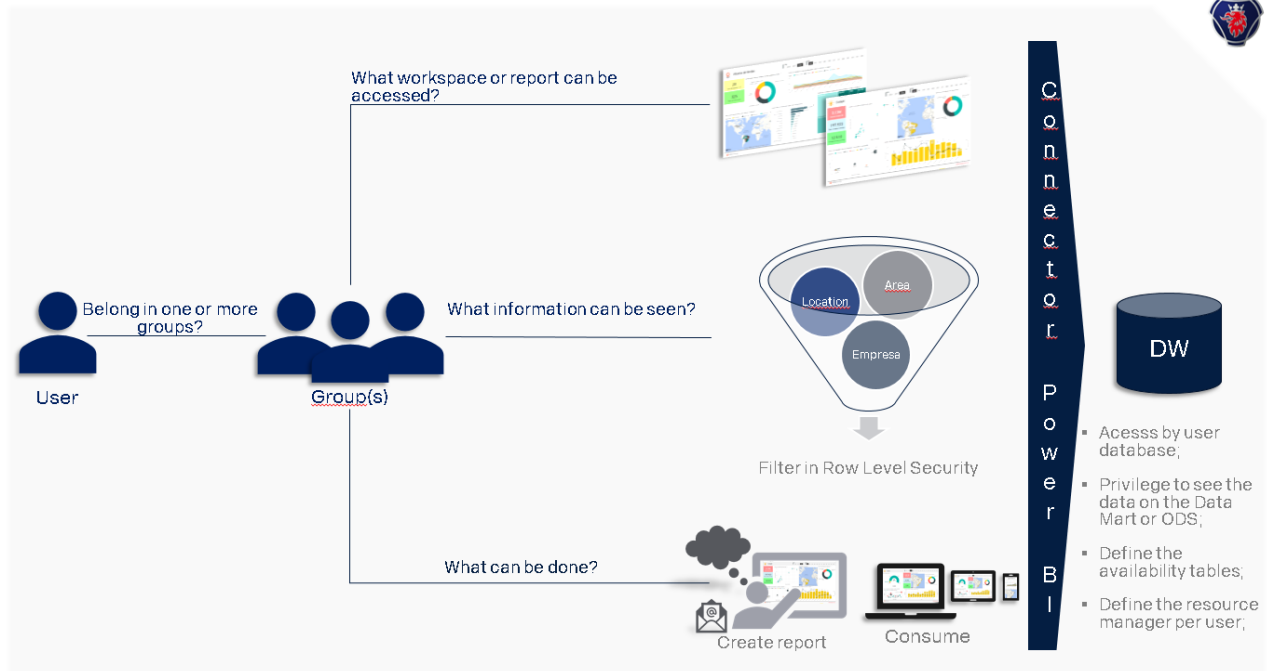 What workspace or report can be
accessed?
Belong in one or more
groups?
User
Group(s)
What information can be seen?
Location
Area
Empresa
Filter in Row Level Security
What can be done?
Create report
Consume
Connector Power BI
DW
Acesss by user
database;
Privilege to see the
data on the Data
Mart or ODS;
Define the
availability tables;
Define the resource
manager per user;